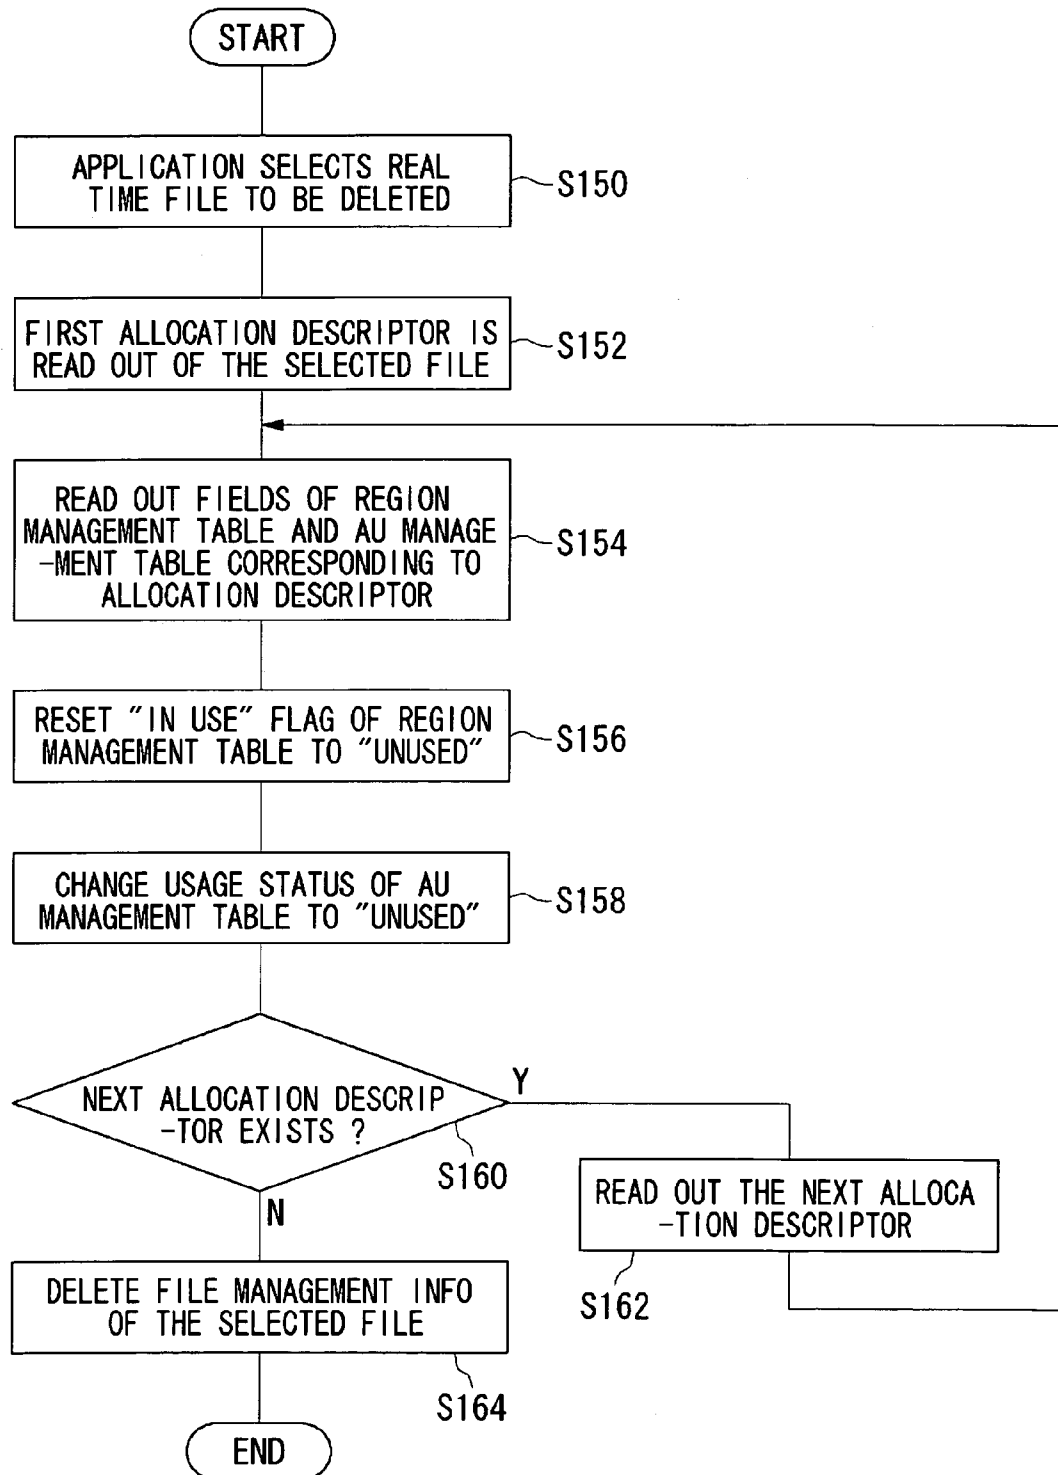 START
APPLICATION SELECTS REAL
TIME FILE TO BE DELETED
S150
FIRST ALLOCATION DESCRIPTOR IS
READ OUT OF THE SELECTED FILE
S152
READ OUT FIELDS OF REGION
MANAGEMENT TABLE AND AU MANAGE
-MENT TABLE CORRESPONDING TO
ALLOCATION DESCRIPTOR
S154
RESET "IN USE" FLAG OF REGION
MANAGEMENT TABLE TO "UNUSED"
S156
CHANGE USAGE STATUS OF AU
MANAGEMENT TABLE TO "UNUSED"
S158
NEXT ALLOCATION DESCRIP
-TOR EXISTS ?
S160
Y
N
READ OUT THE NEXT ALLOCA
-TION DESCRIPTOR
S162
DELETE FILE MANAGEMENT INFO
OF THE SELECTED FILE
S164
END